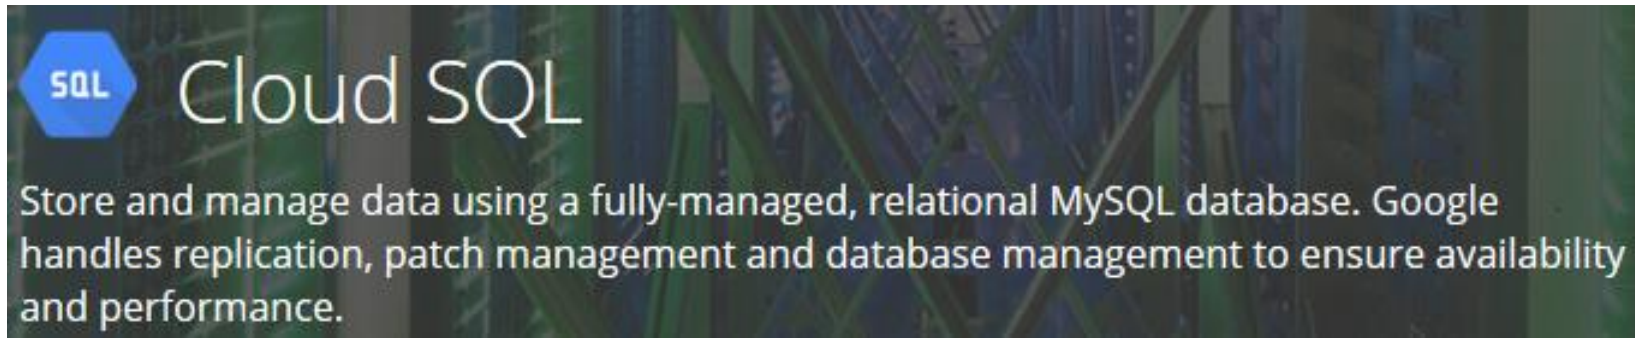 SQL
Cloud SQL
Store and manage data using a fully-managed, relational MySQL database. Google
handles replication, patch management and database management to ensure availability
and performance.